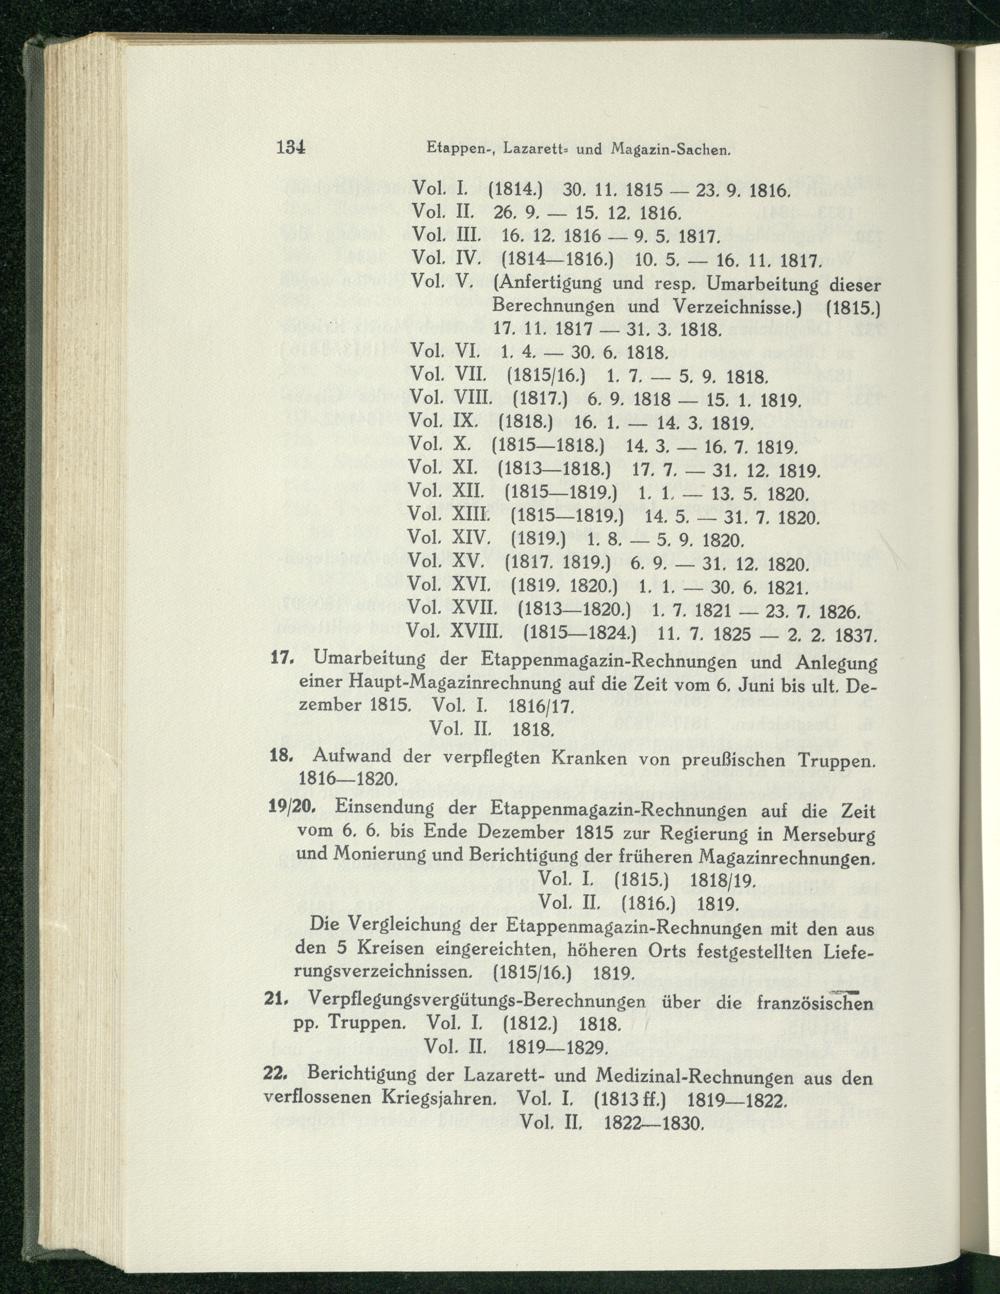 134 Etappen-, Lazarett- und Magazin-Sachen.
Vol. I. (1814.) 30. 11. 1815 — 23. 9. 1816.
Vol. II. 26. 9. — 15. 12. 1816.
Vol. III. 16. 12. 1816 — 9. 5. 1817.
Vol. IV. (1814—1816.) 10. 5. — 16. 11. 1817.
Vol. V. (Anfertigung und resp. Umarbeitung dieser
Berechnungen und Verzeichnisse.) (1815.)
17. 11. 1817 — 31. 3. 1818.
Vol. VI. 1. 4. — 30. 6. 1818.
Vol. VII. (1815/16.) 1. 7. — 5. 9. 1818.
Vol. VIII. (1817.) 6. 9. 1818 — 15. 1. 1819.
Vol. IX. (1818.) 16. 1. — 14. 3. 1819.
Vol. X. (1815—1818.) 14. 3. — 16. 7. 1819.
Vol. XI. (1813—1818.) 17. 7. — 31. 12. 1819.
Vol. XII. (1815—1819.) 1. 1. — 13. 5. 1820.
Vol. XIII. (1815—1819.) 14. 5. — 31. 7. 1820.
Vol. XIV. (1819.) 1. 8. — 5. 9. 1820.
Vol. XV. (1817. 1819.) 6. 9. — 31. 12. 1820.
Vol. XVI. (1819. 1820.) 1. 1. — 30. 6. 1821.
Vol. XVII. (1813—1820.) 1. 7. 1821 — 23. 7. 1826.
Vol. XVIII. (1815—1824.) 11. 7. 1825 — 2. 2. 1837.
17. Umarbeitung der Etappenmagazin-Rechnungen und Anlegung
einer Haupt-Magazinrechnung auf die Zeit vom 6. Juni bis ult. De-
zember 1815. Vol. I. 1816/17.
Vol. II. 1818.
18. Aufwand der verpflegten Kranken von preußischen Truppen.
1816—1820.
19/20. Einsendung der Etappenmagazin-Rechnungen auf die Zeit
vom 6. 6. bis Ende Dezember 1815 zur Regierung in Merseburg
und Monierung und Berichtigung der früheren Magazinrechnungen.
Vol. I. (1815.) 1818/19.
Vol. II. (1816.) 1819.
Die Vergleichung der Etappenmagazin-Rechnungen mit den aus
den 5 Kreisen eingereichten, höheren Orts festgestellten Liefe-
rungsverzeichnissen. (1815/16.) 1819.
21. Verpflegungsvergütungs-Berechnungen über die französischen
pp. Truppen. Vol. I. (1812.) 1818.
Vol. II. 1819—1829.
22. Berichtigung der Lazarett- und Medizinal-Rechnungen aus den
verflossenen Kriegsjahren. Vol. I. (1813 ff.) 1819—1822.
Vol. II. 1822—1830.